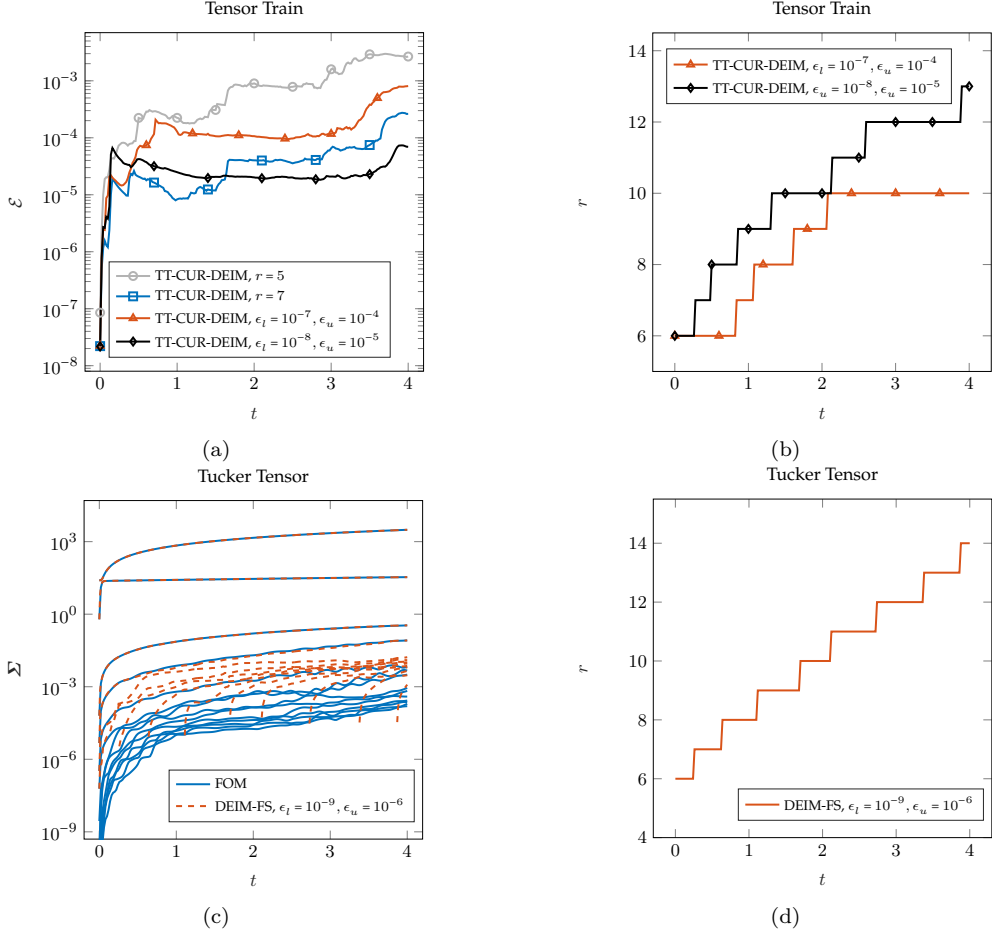 Tensor Train
10⁻³
10⁻⁴
10⁻⁵
10⁻⁶
10⁻⁷
10⁻⁸
ℰ
TT-CUR-DEIM, r = 5
TT-CUR-DEIM, r = 7
TT-CUR-DEIM, ϵ_l = 10⁻⁷, ϵ_u = 10⁻⁴
TT-CUR-DEIM, ϵ_l = 10⁻⁸, ϵ_u = 10⁻⁵
0 1 2 3 4
t
(a)
Tensor Train
14
12
10
8
6
r
TT-CUR-DEIM, ϵ_l = 10⁻⁷, ϵ_u = 10⁻⁴
TT-CUR-DEIM, ϵ_u = 10⁻⁸, ϵ_u = 10⁻⁵
0 1 2 3 4
t
(b)
Tucker Tensor
10³
10⁰
10⁻³
10⁻⁶
10⁻⁹
Σ
FOM
DEIM-FS, ϵ_l = 10⁻⁹, ϵ_u = 10⁻⁶
0 1 2 3 4
t
(c)
Tucker Tensor
14
12
10
8
6
4
r
DEIM-FS, ϵ_l = 10⁻⁹, ϵ_u = 10⁻⁶
0 1 2 3 4
t
(d)